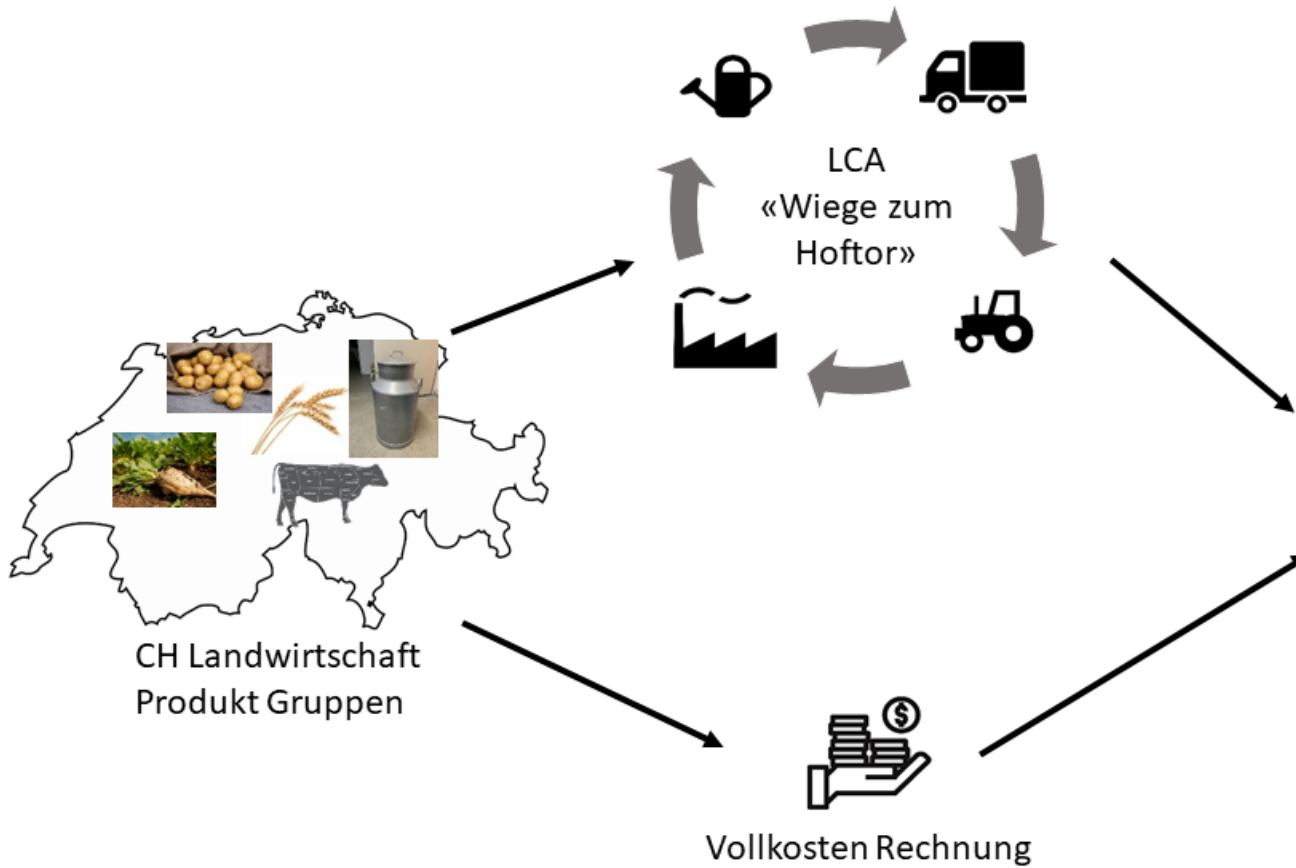 LCA
«Wiege zum
Hoftor»
CH Landwirtschaft
Produkt Gruppen
$
Vollkosten Rechnung